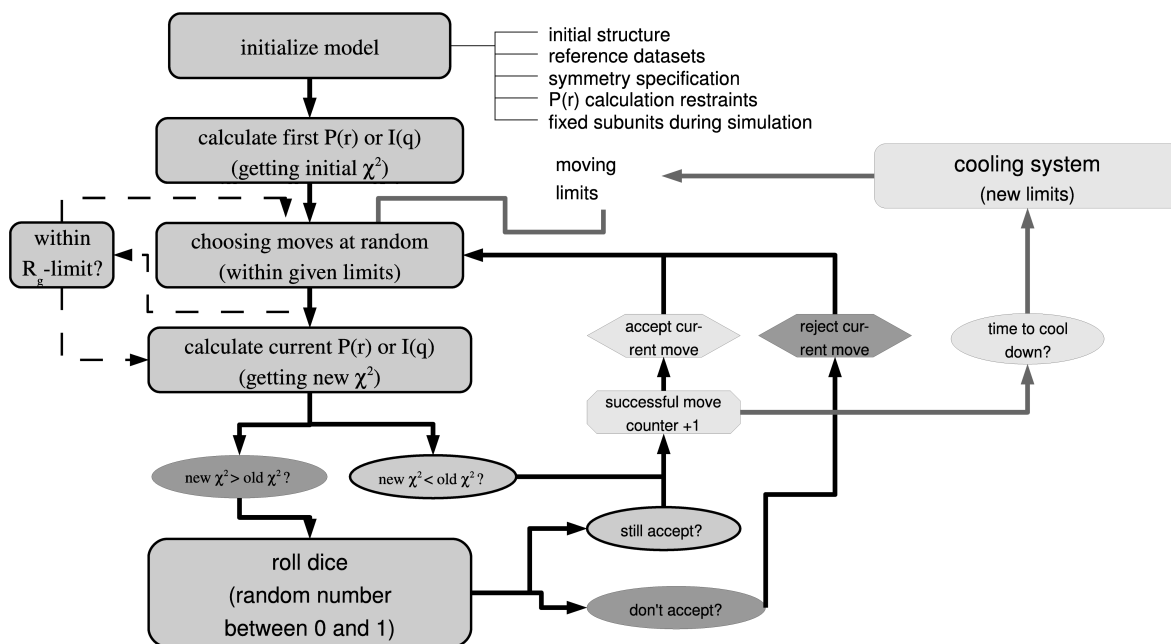 initialize model
initial structure
reference datasets
symmetry specification
P(r) calculation restraints
fixed subunits during simulation
calculate first P(r) or I(q)
(getting initial χ²)
moving
limits
cooling system
(new limits)
within
Rg-limit?
choosing moves at random
(within given limits)
accept cur-
rent move
reject cur-
rent move
time to cool
down?
calculate current P(r) or I(q)
(getting new χ²)
successful move
counter +1
new χ² > old χ² ?
new χ² < old χ² ?
still accept?
roll dice
(random number
between 0 and 1)
don't accept?